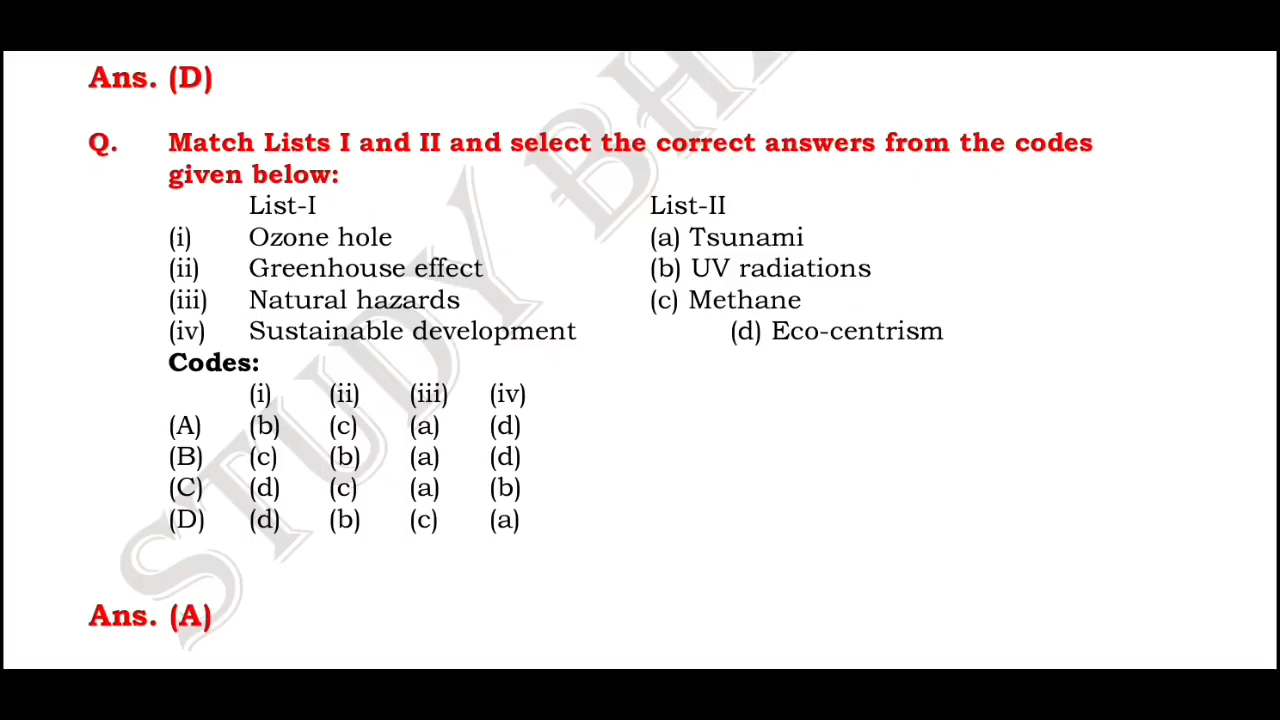 Ans. (D)
Q. Match Lists I and II and select the correct answers from the codes
given below:
List-I List-II
(i) Ozone hole (a) Tsunami
(ii) Greenhouse effect (b) UV radiations
(iii) Natural hazards (c) Methane
(iv) Sustainable development (d) Eco-centrism
Codes:
(i) (ii) (iii) (iv)
(A) (b) (c) (a) (d)
(B) (c) (b) (a) (d)
(C) (d) (c) (a) (b)
(D) (d) (b) (c) (a)
Ans. (A)
STUDY BHA